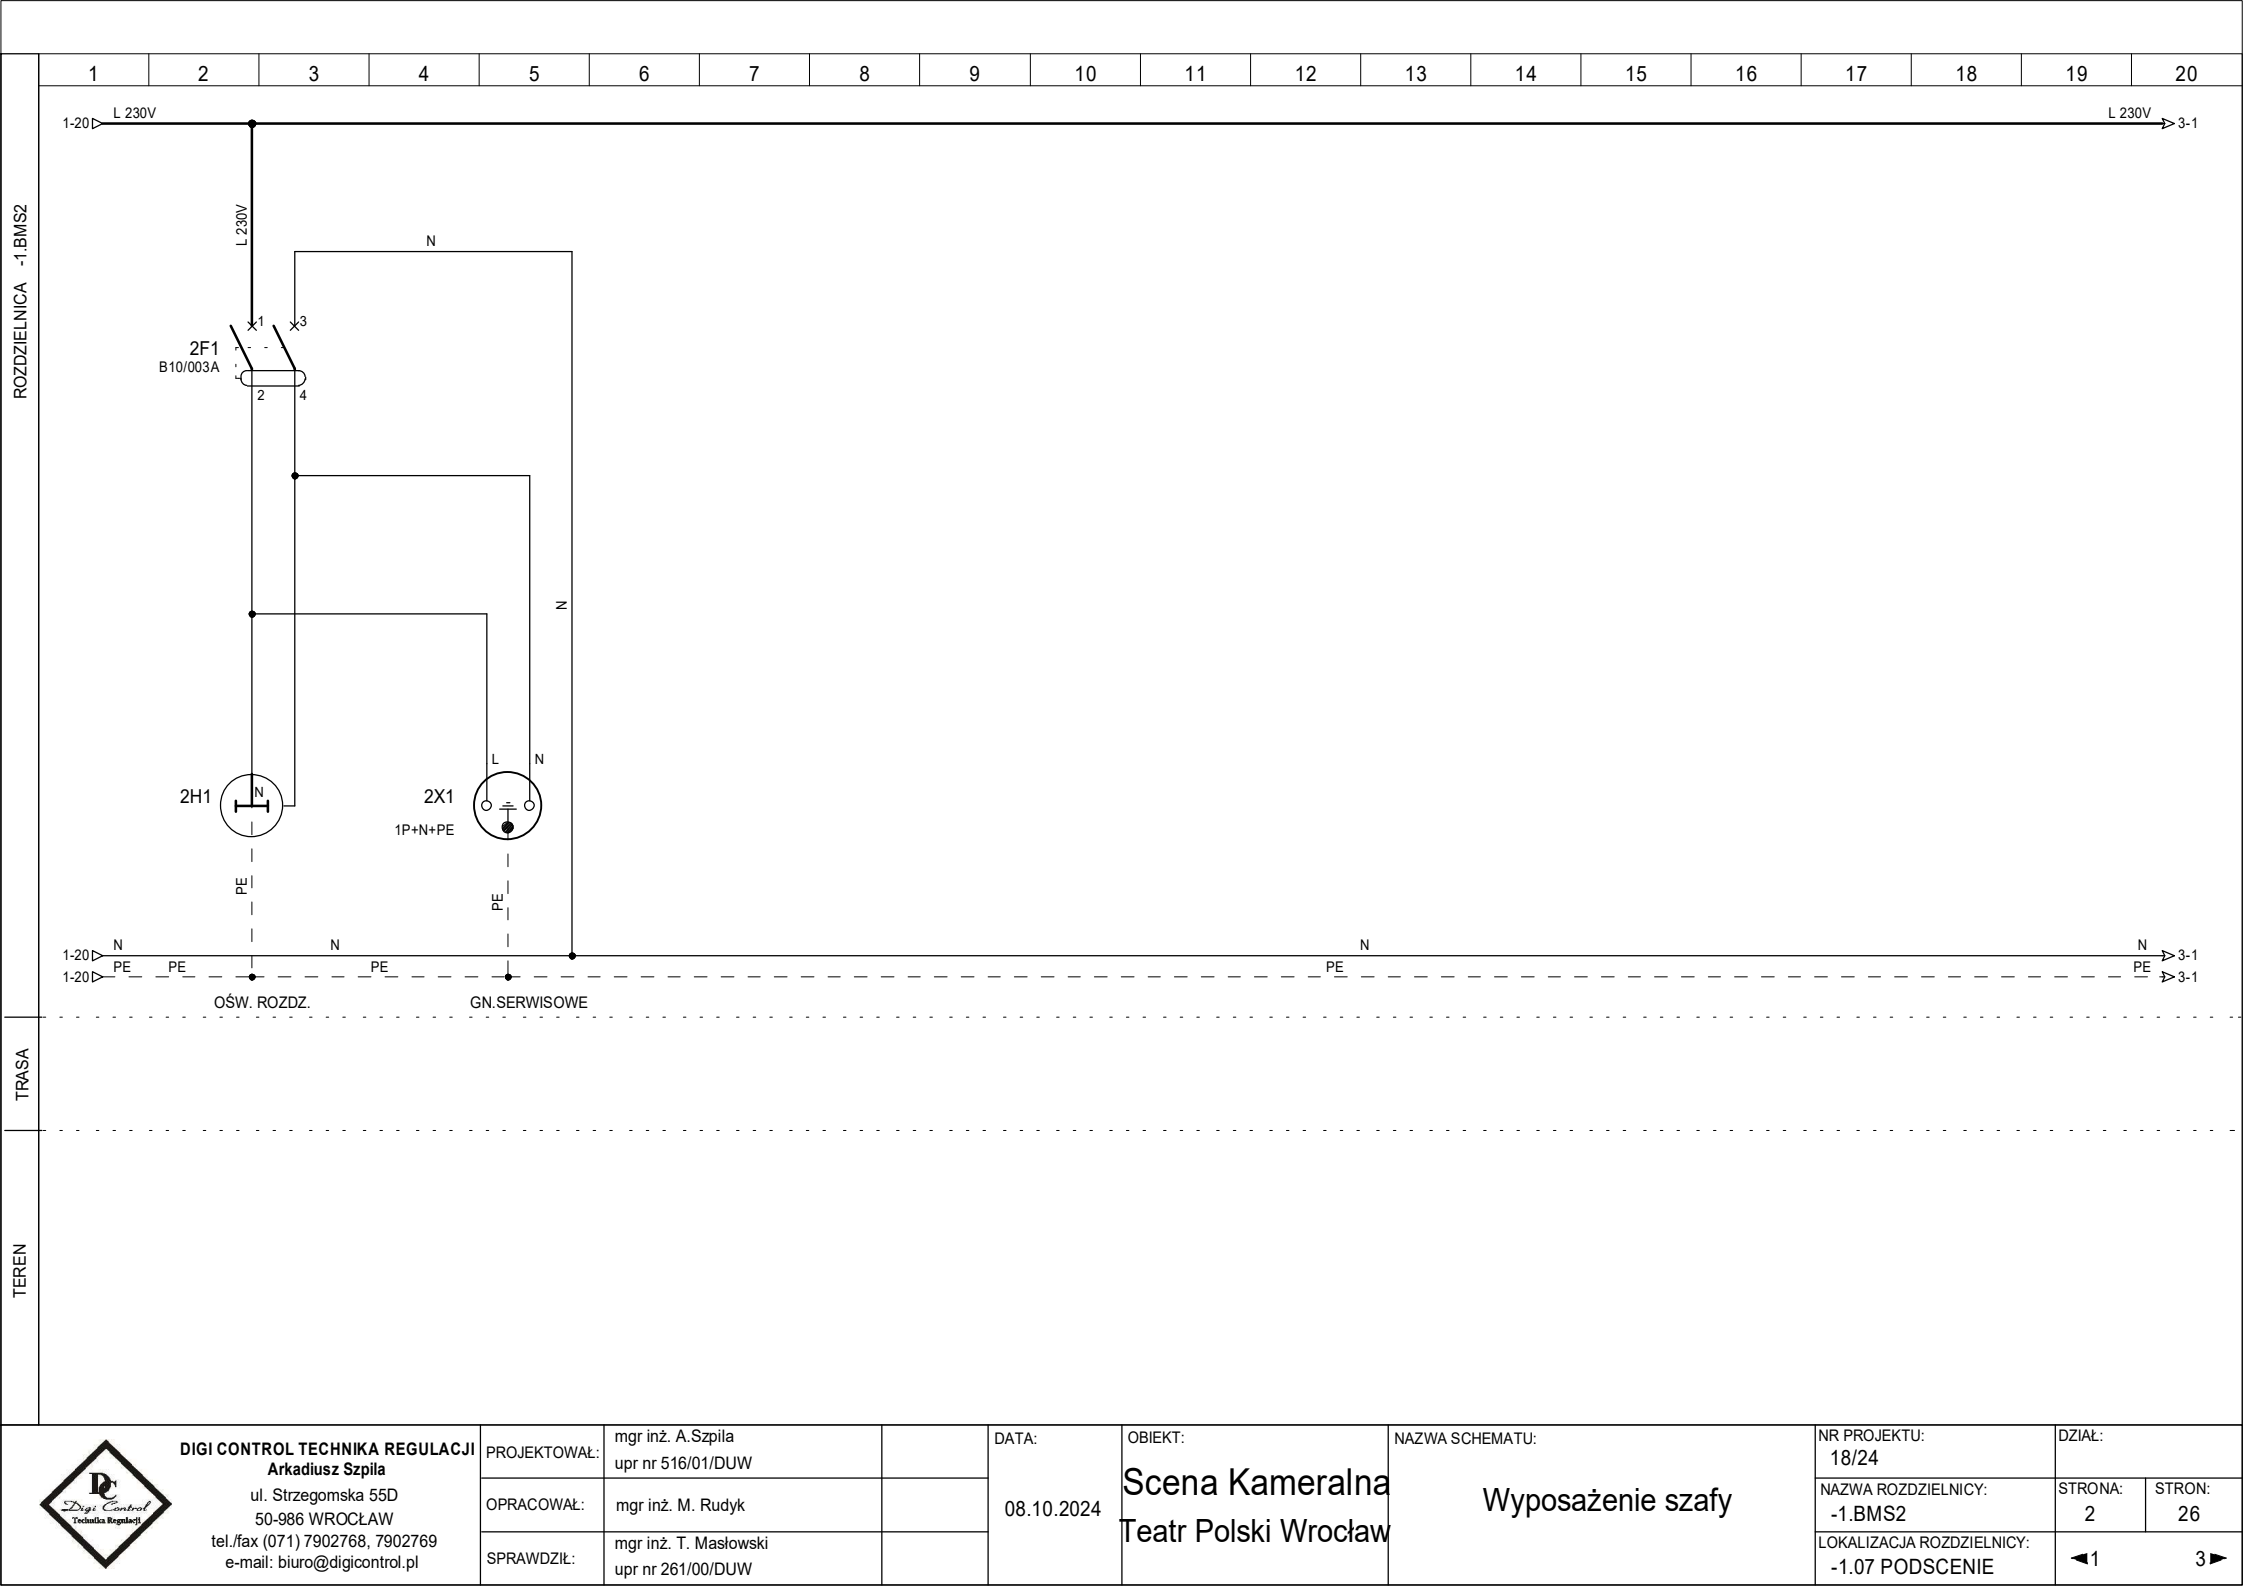 1 2 3 4 5 6 7 8 9 10 11 12 13 14 15 16 17 18 19 20
ROZDZIELNICA -1.BMS2
1-20 L 230V
L 230V 3-1
L 230V
N
1 3
2F1
B10/003A
2 4
N
L N
2H1 N
2X1
1P+N+PE
PE
PE
1-20 N N N N 3-1
1-20 PE PE PE PE PE 3-1
OŚW. ROZDZ.
GN.SERWISOWE
TRASA
TEREN
DC
Digi Control
Technika Regulacji
DIGI CONTROL TECHNIKA REGULACJI
Arkadiusz Szpila
ul. Strzegomska 55D
50-986 WROCŁAW
tel./fax (071) 7902768, 7902769
e-mail: biuro@digicontrol.pl
PROJEKTOWAŁ:
mgr inż. A.Szpila
upr nr 516/01/DUW
OPRACOWAŁ:
mgr inż. M. Rudyk
SPRAWDZIŁ:
mgr inż. T. Masłowski
upr nr 261/00/DUW
DATA:
08.10.2024
OBIEKT:
Scena Kameralna
Teatr Polski Wrocław
NAZWA SCHEMATU:
Wyposażenie szafy
NR PROJEKTU:
18/24
NAZWA ROZDZIELNICY:
-1.BMS2
LOKALIZACJA ROZDZIELNICY:
-1.07 PODSCENIE
DZIAŁ:
STRONA:
2
STRON:
26
1
3